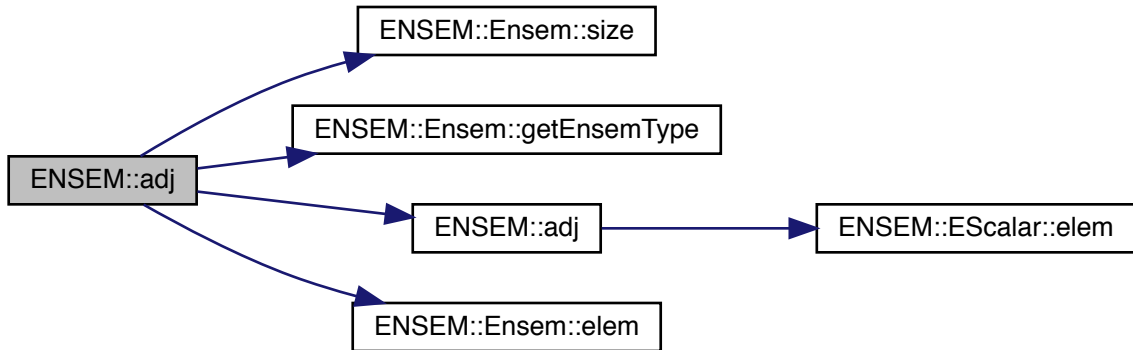 ENSEM::Ensem::size
ENSEM::Ensem::getEnsemType
ENSEM::adj
ENSEM::adj
ENSEM::EScalar::elem
ENSEM::Ensem::elem